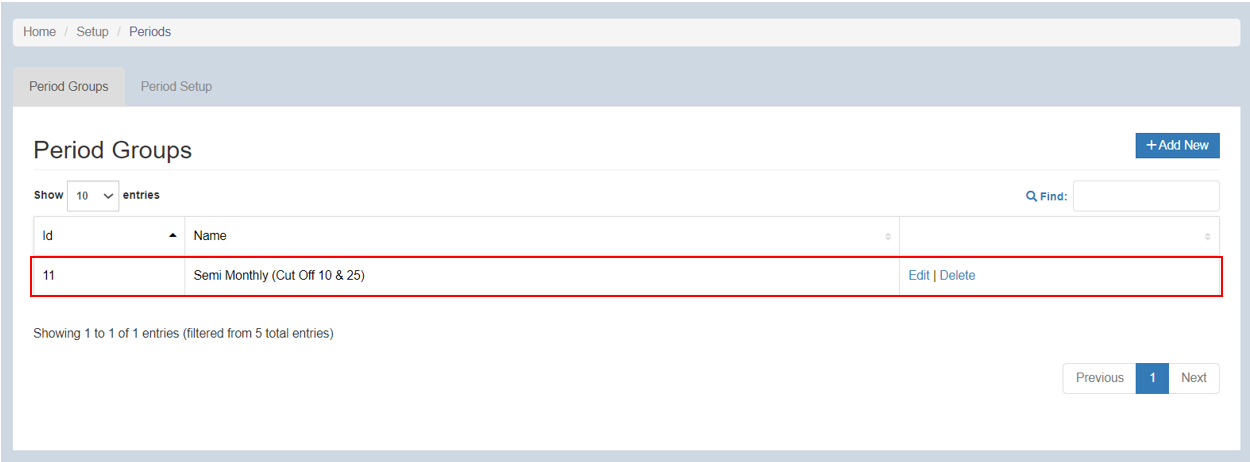 Home / Setup / Periods
Period Groups Period Setup
Period Groups
+Add New
Show 10 entries
Find:
Id Name
11 Semi Monthly (Cut Off 10 & 25) Edit | Delete
Showing 1 to 1 of 1 entries (filtered from 5 total entries)
Previous 1 Next